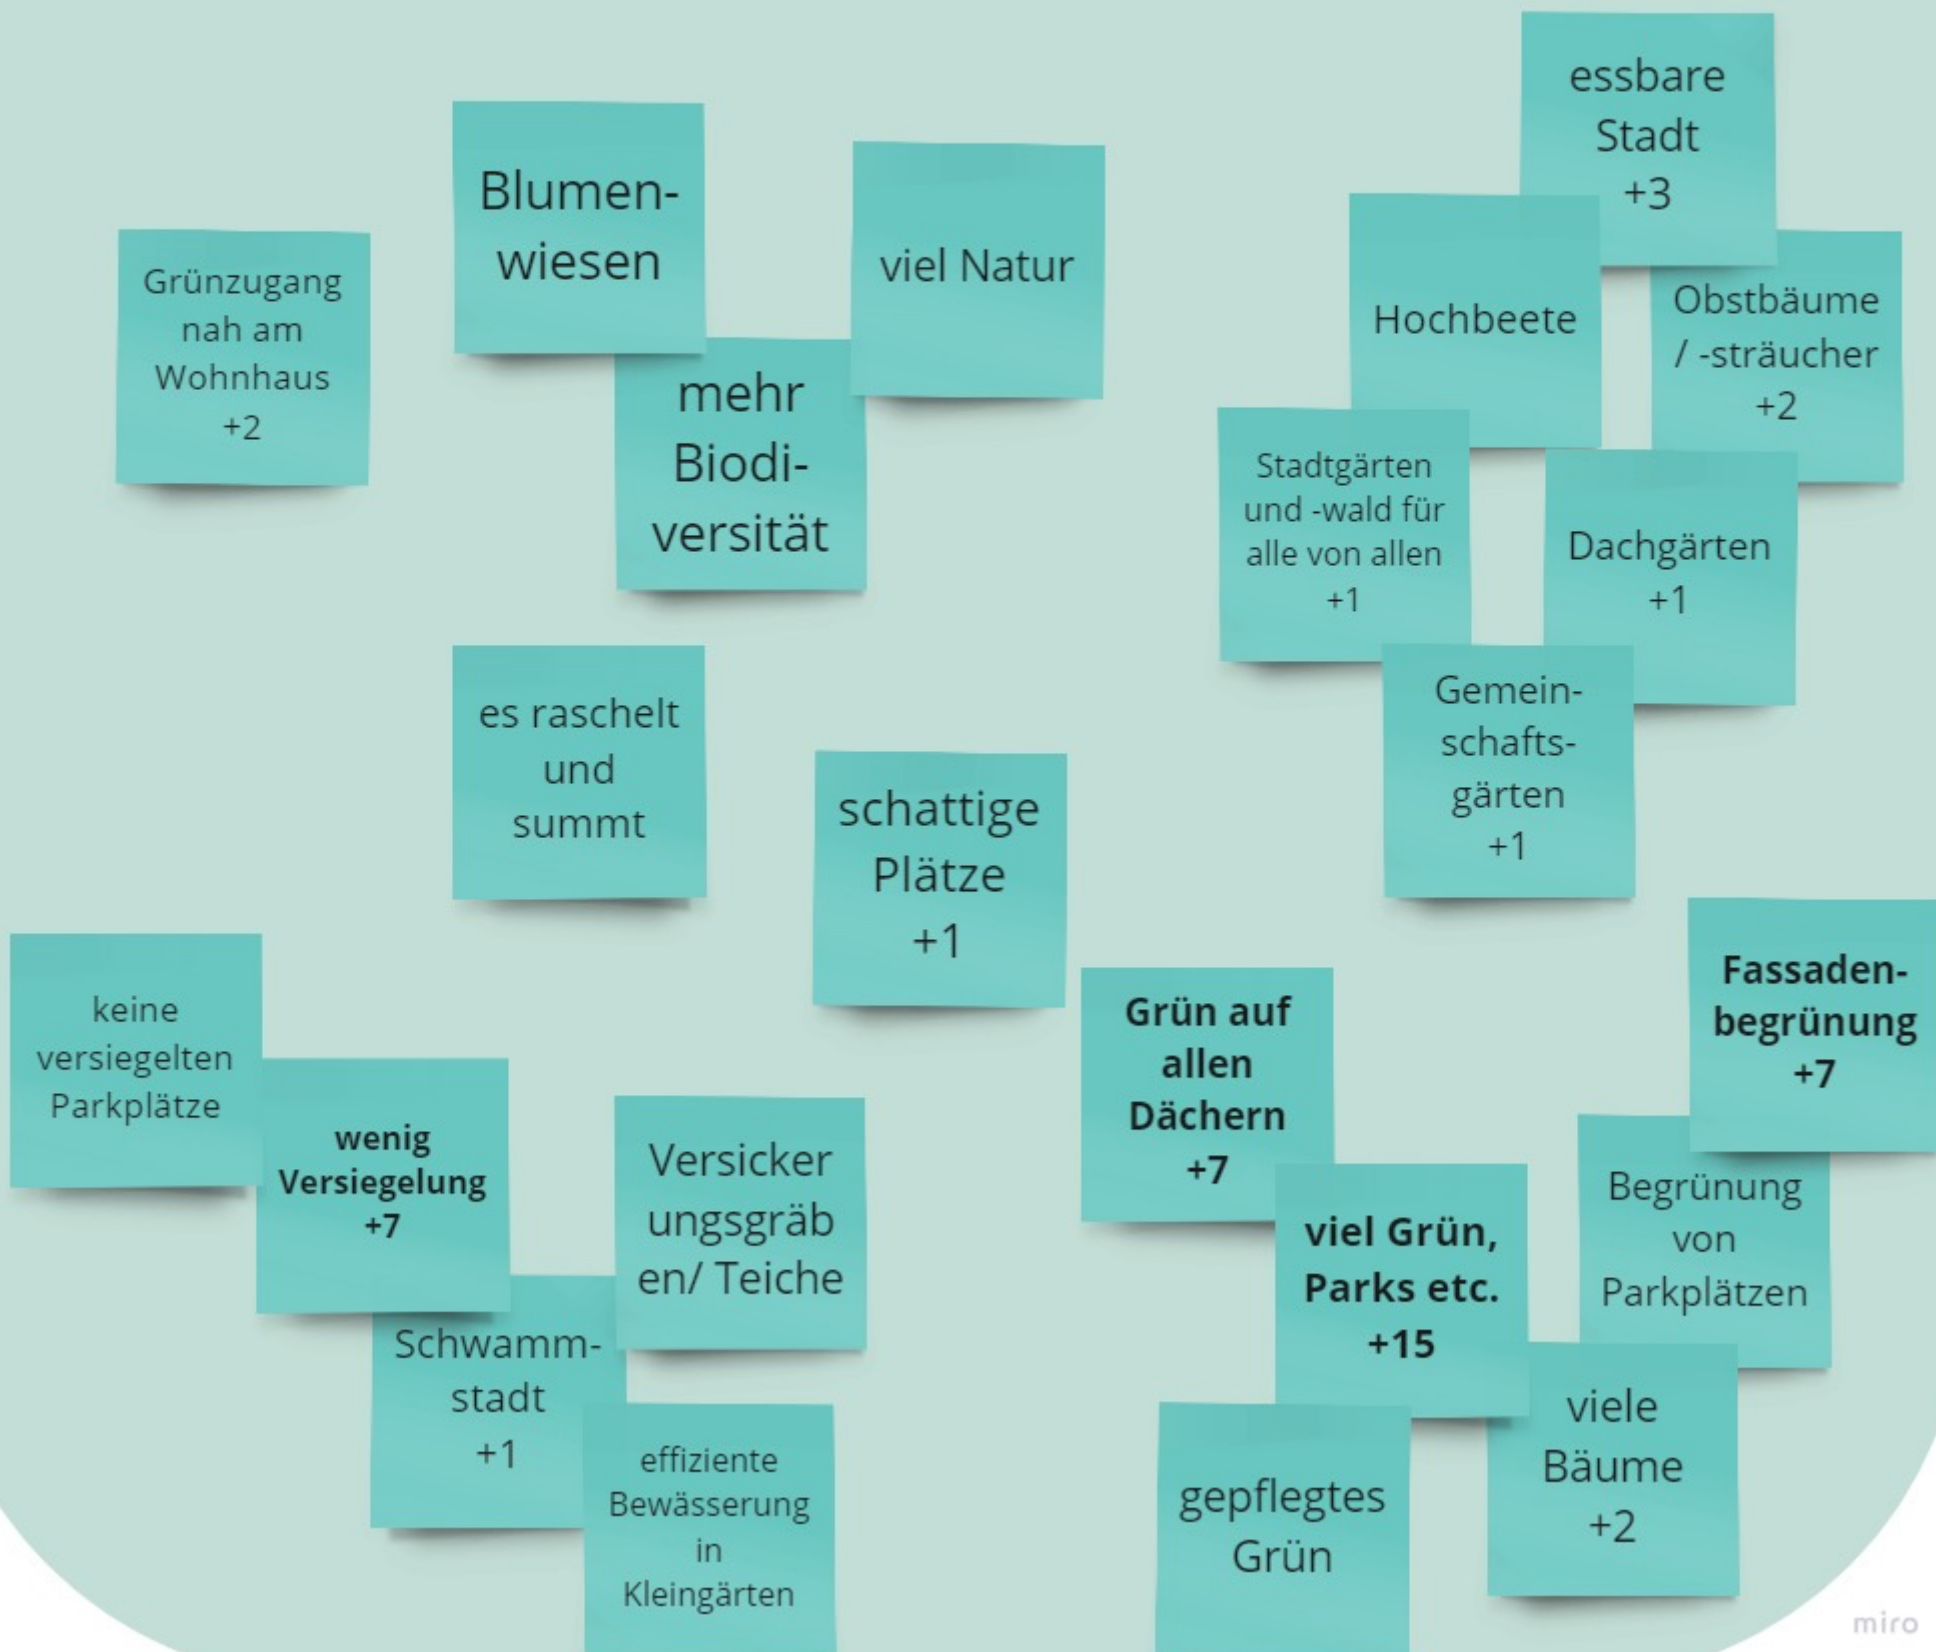 essbare
Stadt
+3
Blumen-
wiesen
viel Natur
Grünzugang
nah am
Wohnhaus
+2
Hochbeete
Obstbäume
/ -sträucher
+2
mehr
Biodi-
versität
Stadtgärten
und -wald für
alle von allen
+1
Dachgärten
+1
Gemein-
schafts-
gärten
+1
es raschelt
und
summt
schattige
Plätze
+1
keine
versiegelten
Parkplätze
wenig
Versiegelung
+7
Versicker
ungsgräb
en/ Teiche
Schwamm-
stadt
+1
effiziente
Bewässerung
in
Kleingärten
Grün auf
allen
Dächern
+7
Fassaden-
begrünung
+7
viel Grün,
Parks etc.
+15
Begrünung
von
Parkplätzen
viele
Bäume
+2
gepflegtes
Grün
miro